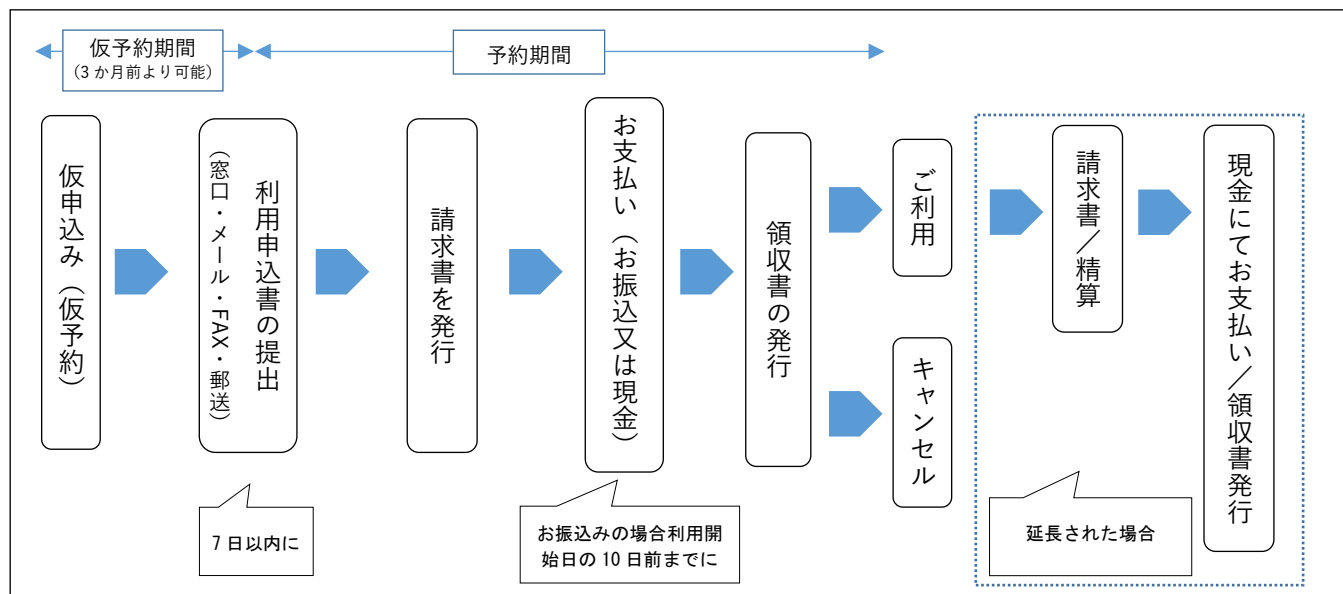 仮予約期間
（3か月前より可能）
予約期間
仮申込み（仮予約）
利用申込書の提出
（窓口・メール・FAX・郵送）
請求書を発行
お支払い（お振込又は現金）
領収書の発行
ご利用
キャンセル
請求書／精算
現金にてお支払い／領収書発行
7日以内に
お振込みの場合利用開
始日の10日前までに
延長された場合